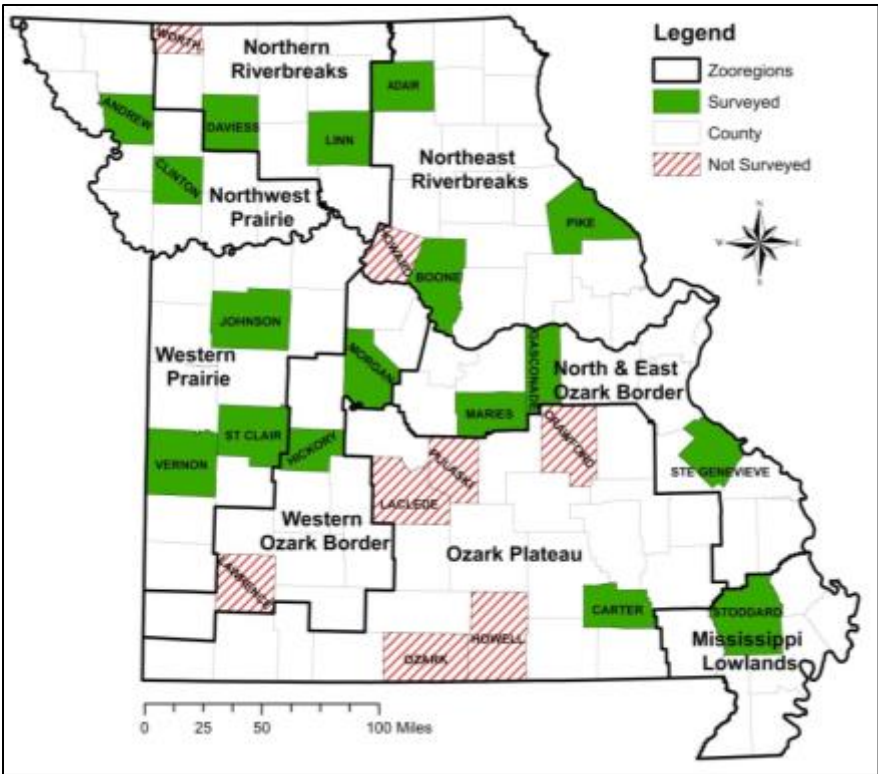 WORTH
Northern
Riverbreaks
Legend
Zooregions
Surveyed
County
Not Surveyed
ADAIR
ANDREW
DAVIESS
LINN
CLINTON
Northwest
Prairie
Northeast
Riverbreaks
PIKE
N
W
E
S
HOWARD
BOONE
JOHNSON
Western
Prairie
MORGAN
GASCONADE
North & East
Ozark Border
MARIES
ST CLAIR
HICKORY
VERNON
CRAWFORD
PULASKI
LACLEDE
STE GENEVIEVE
Western
Ozark Border
Ozark Plateau
LAWRENCE
CARTER
STODDARD
HOWELL
OZARK
Mississippi
Lowlands
0 25 50 100 Miles